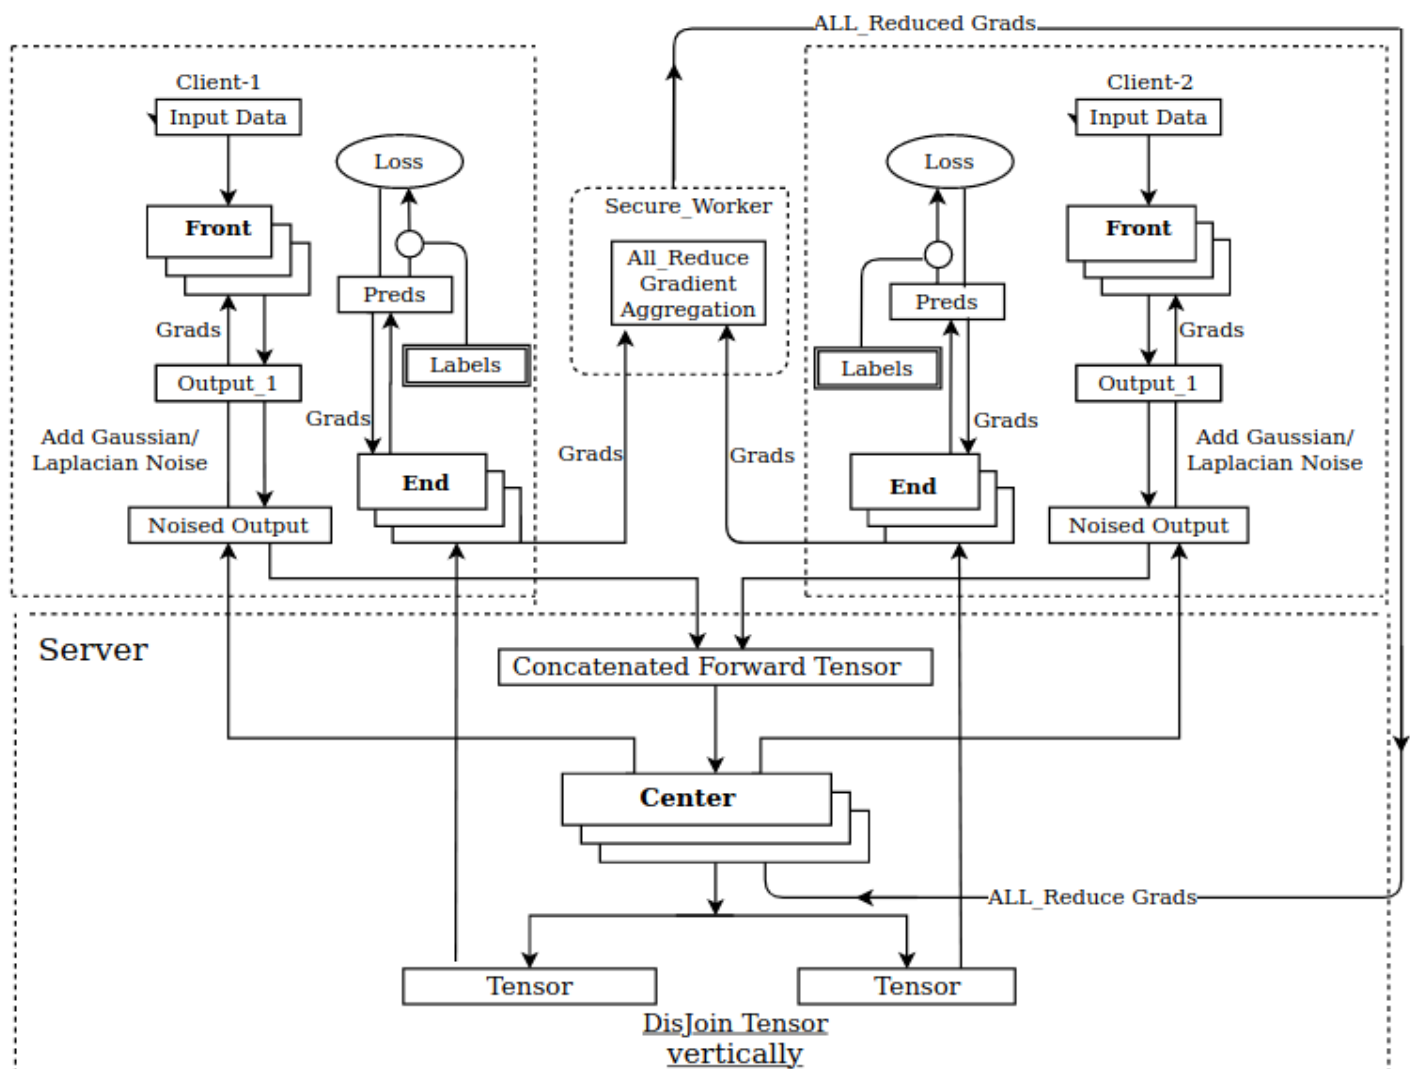 ALL_Reduced Grads
Client-1
Input Data
Loss
Front
Preds
Grads
Labels
Output_1
Grads
Add Gaussian/
Laplacian Noise
End
Noised Output
Secure_Worker
All_Reduce
Gradient
Aggregation
Grads
Grads
Client-2
Input Data
Loss
Front
Preds
Grads
Labels
Output_1
Grads
Add Gaussian/
Laplacian Noise
End
Noised Output
Server
Concatenated Forward Tensor
Center
ALL_Reduce Grads
Tensor
Tensor
DisJoin Tensor
vertically